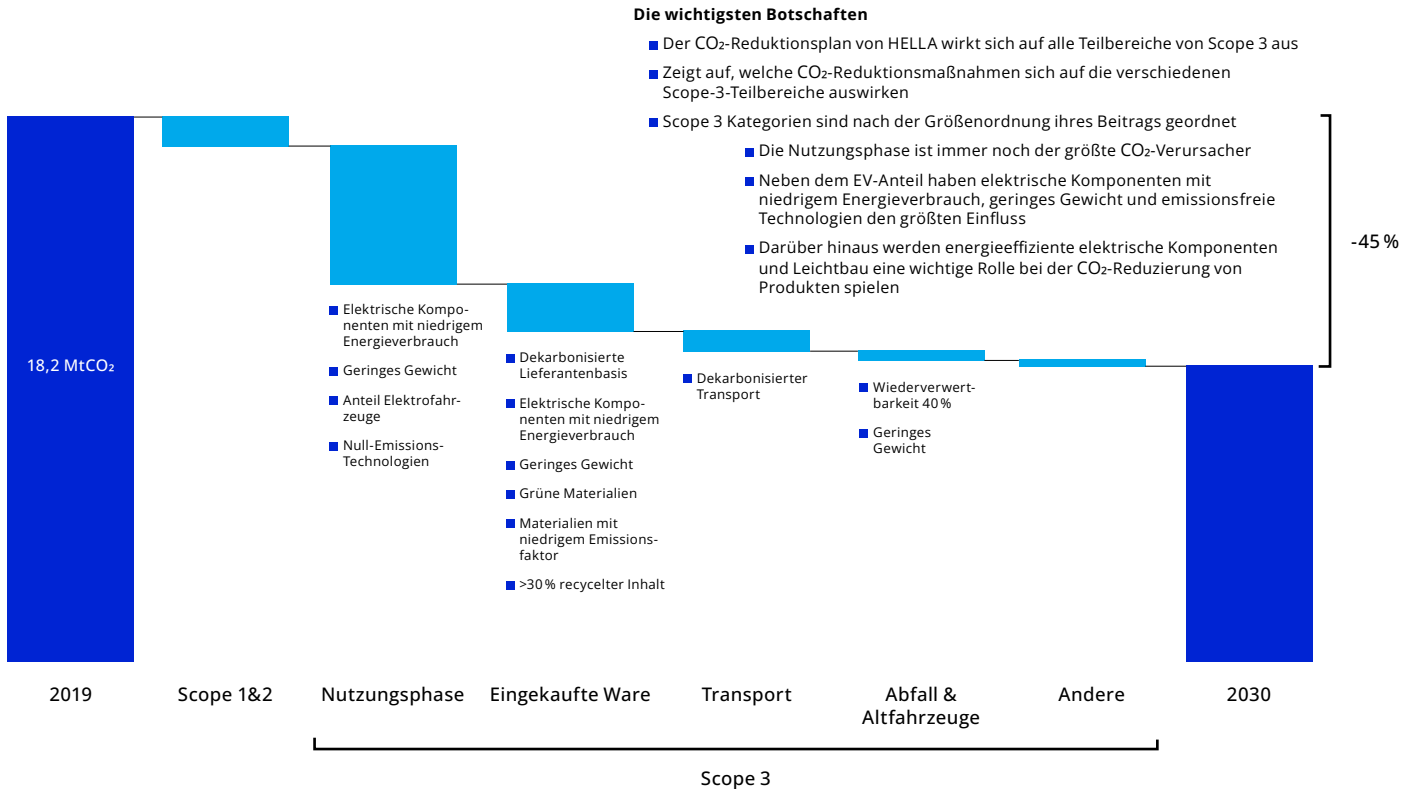 Die wichtigsten Botschaften
Der CO₂-Reduktionsplan von HELLA wirkt sich auf alle Teilbereiche von Scope 3 aus
Zeigt auf, welche CO₂-Reduktionsmaßnahmen sich auf die verschiedenen
Scope-3-Teilbereiche auswirken
Scope 3 Kategorien sind nach der Größenordnung ihres Beitrags geordnet
Die Nutzungsphase ist immer noch der größte CO₂-Verursacher
Neben dem EV-Anteil haben elektrische Komponenten mit
niedrigem Energieverbrauch, geringes Gewicht und emissionsfreie
Technologien den größten Einfluss
Darüber hinaus werden energieeffiziente elektrische Komponenten
und Leichtbau eine wichtige Rolle bei der CO₂-Reduzierung von
Produkten spielen
-45 %
18,2 MtCO₂
Elektrische Kompo-
nenten mit niedrigem
Energieverbrauch
Geringes Gewicht
Anteil Elektrofahr-
zeuge
Null-Emissions-
Technologien
Dekarbonisierte
Lieferantenbasis
Elektrische Kompo-
nenten mit niedrigem
Energieverbrauch
Geringes Gewicht
Grüne Materialien
Materialien mit
niedrigem Emissions-
faktor
>30 % recycelter Inhalt
Dekarbonisierter
Transport
Wiederverwert-
barkeit 40 %
Geringes
Gewicht
2019
Scope 1&2
Nutzungsphase
Eingekaufte Ware
Transport
Abfall &
Altfahrzeuge
Andere
2030
Scope 3